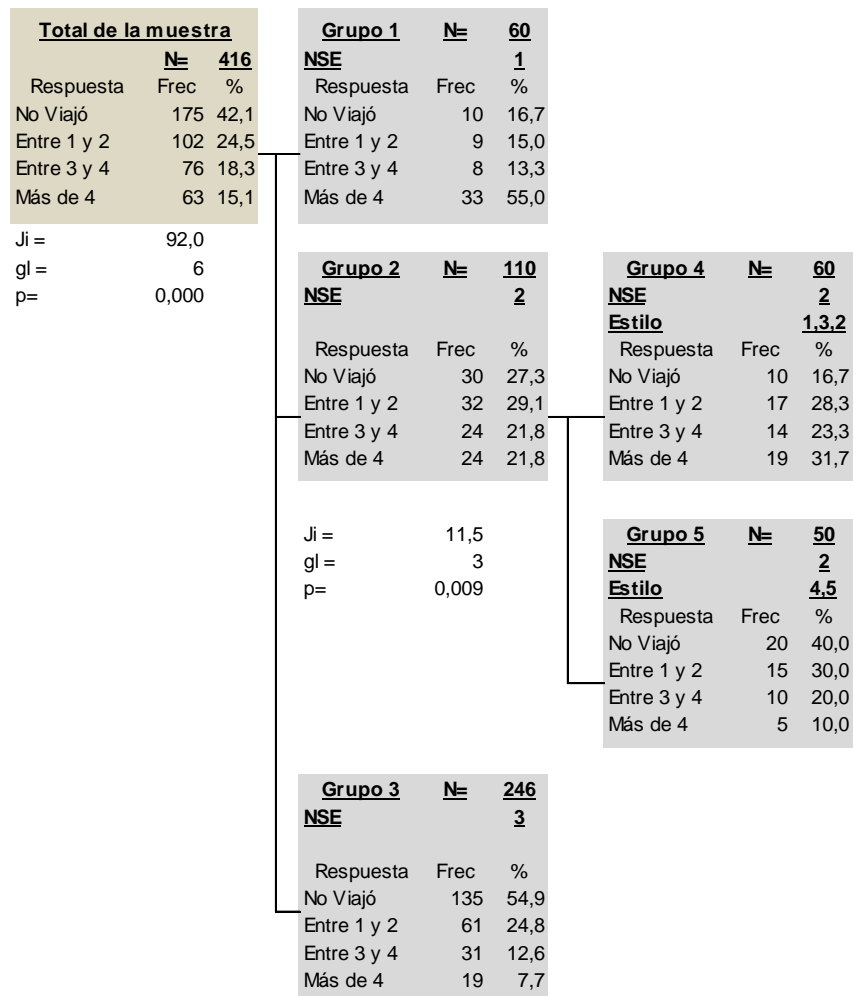 Total de la muestra
N= 416
Respuesta Frec %
No Viajó 175 42,1
Entre 1 y 2 102 24,5
Entre 3 y 4 76 18,3
Más de 4 63 15,1
Ji = 92,0
gl = 6
p= 0,000
Grupo 1 N= 60
NSE 1
Respuesta Frec %
No Viajó 10 16,7
Entre 1 y 2 9 15,0
Entre 3 y 4 8 13,3
Más de 4 33 55,0
Grupo 2 N= 110
NSE 2
Respuesta Frec %
No Viajó 30 27,3
Entre 1 y 2 32 29,1
Entre 3 y 4 24 21,8
Más de 4 24 21,8
Ji = 11,5
gl = 3
p= 0,009
Grupo 4 N= 60
NSE 2
Estilo 1,3,2
Respuesta Frec %
No Viajó 10 16,7
Entre 1 y 2 17 28,3
Entre 3 y 4 14 23,3
Más de 4 19 31,7
Grupo 5 N= 50
NSE 2
Estilo 4,5
Respuesta Frec %
No Viajó 20 40,0
Entre 1 y 2 15 30,0
Entre 3 y 4 10 20,0
Más de 4 5 10,0
Grupo 3 N= 246
NSE 3
Respuesta Frec %
No Viajó 135 54,9
Entre 1 y 2 61 24,8
Entre 3 y 4 31 12,6
Más de 4 19 7,7